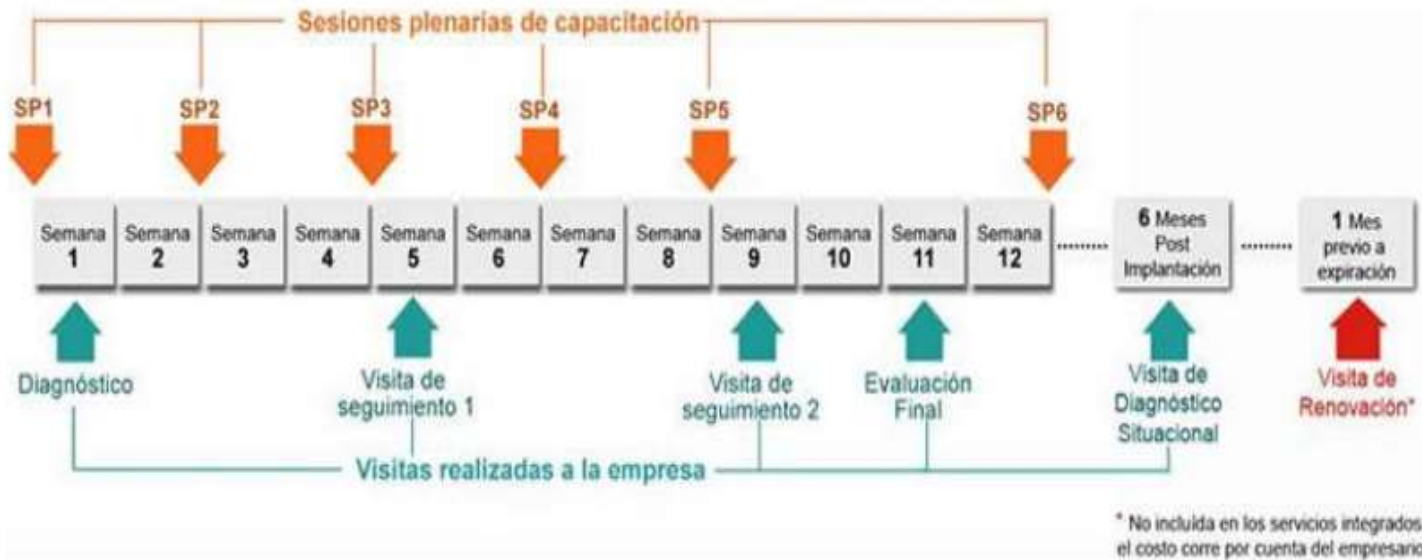 Sesiones plenarias de capacitación
SP1
SP2
SP3
SP4
SP5
SP6
Semana
1
Semana
2
Semana
3
Semana
4
Semana
5
Semana
6
Semana
7
Semana
8
Semana
9
Semana
10
Semana
11
Semana
12
6 Meses
Post
Implantación
1 Mes
previo a
expiración
Diagnóstico
Visita de
seguimiento 1
Visita de
seguimiento 2
Evaluación
Final
Visita de
Diagnóstico
Situacional
Visita de
Renovación*
Visitas realizadas a la empresa
* No incluída en los servicios integrados
el costo corre por cuenta del empresario